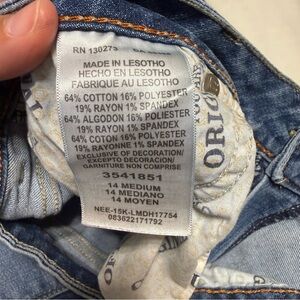 RN 130273
MADE IN LESOTHO
HECHO EN LESOTHO
FABRIQUE AU LESOTHO
64% COTTON 16% POLYESTER
19% RAYON 1% SPANDEX
64% ALGODON 16% POLIESTER
19% RAYON 1% SPANDEX
64% COTON 16% POLYESTER
19% RAYONNE 1% SPANDEX
EXCLUSIVE OF DECORATION/
EXCEPTO DECORACION/
GARNITURE NON COMPRISE
3541851
14 MEDIUM
14 MEDIANO
14 MOYEN
NEE-15K-LMDH17754
083622171792